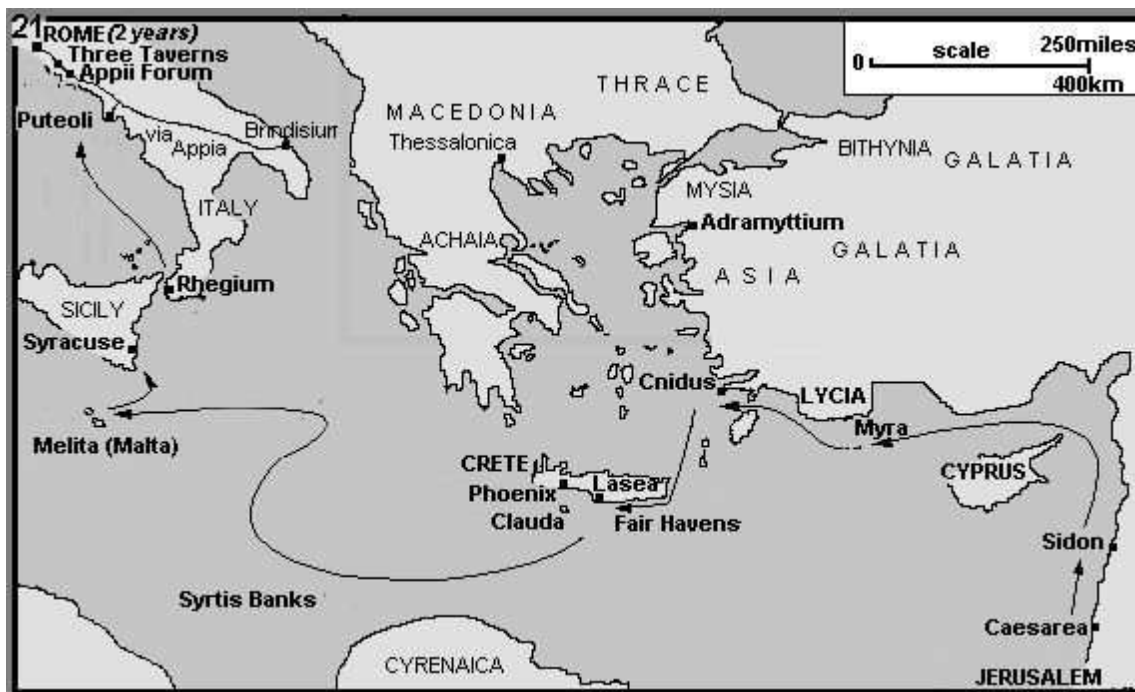 21 ROME (2 years)
Three Taverns
Appii Forum
Puteoli
via
Appia
Brindisiun
ITALY
MACEDONIA
Thessalonica
THRACE
0 scale 250miles
400km
BITHYNIA
GALATIA
MYSIA
Adramyttium
GALATIA
ASIA
ACHAIA
Rhegium
SICILY
Syracuse
Melita (Malta)
Cnidus
LYCIA
Myra
CYPRUS
CRETE
Lasea
Phoenix
Clauda
Fair Havens
Sidon
Syrtis Banks
Caesarea
CYRENAICA
JERUSALEM